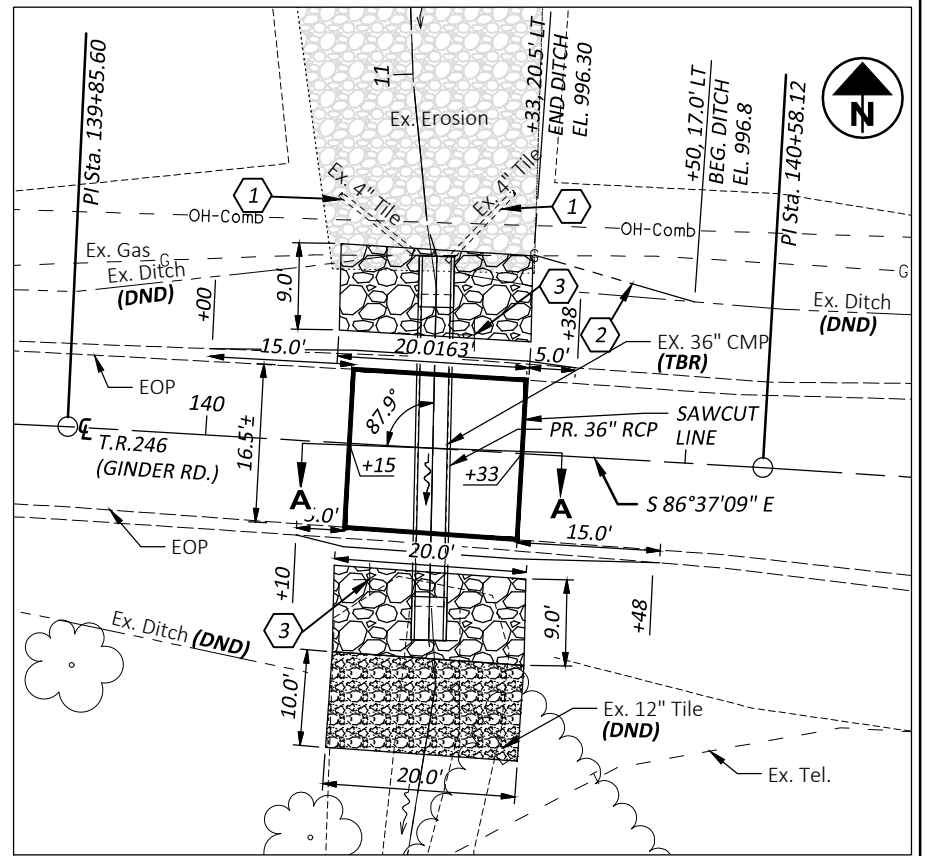 PI Sta. 139+85.60
11
Ex. Erosion
+33, 20.5' LT
END DITCH
EL. 996.30
+50, 17.0' LT
BEG. DITCH
EL. 996.8
PI Sta. 140+58.12
N
1
Ex. 4" Tile
Ex. 4" Tile
1
OH-Comb
OH-Comb
Ex. Gas
G
G
G
Ex. Ditch
(DND)
+00
9.0'
3
+38
2
Ex. Ditch
(DND)
15.0'
20.0163'
5.0'
Ex. 36" CMP
(TBR)
EOP
140
16.5'±
87.9°
SAWCUT
LINE
PR. 36" RCP
℄
T.R.246
(GINDER RD.)
+15
+33
A
A
S 86°37'09" E
5.0'
15.0'
EOP
20.0'
+10
9.0'
+48
3
Ex. Ditch (DND)
10.0'
Ex. 12" Tile
(DND)
20.0'
Ex. Tel.